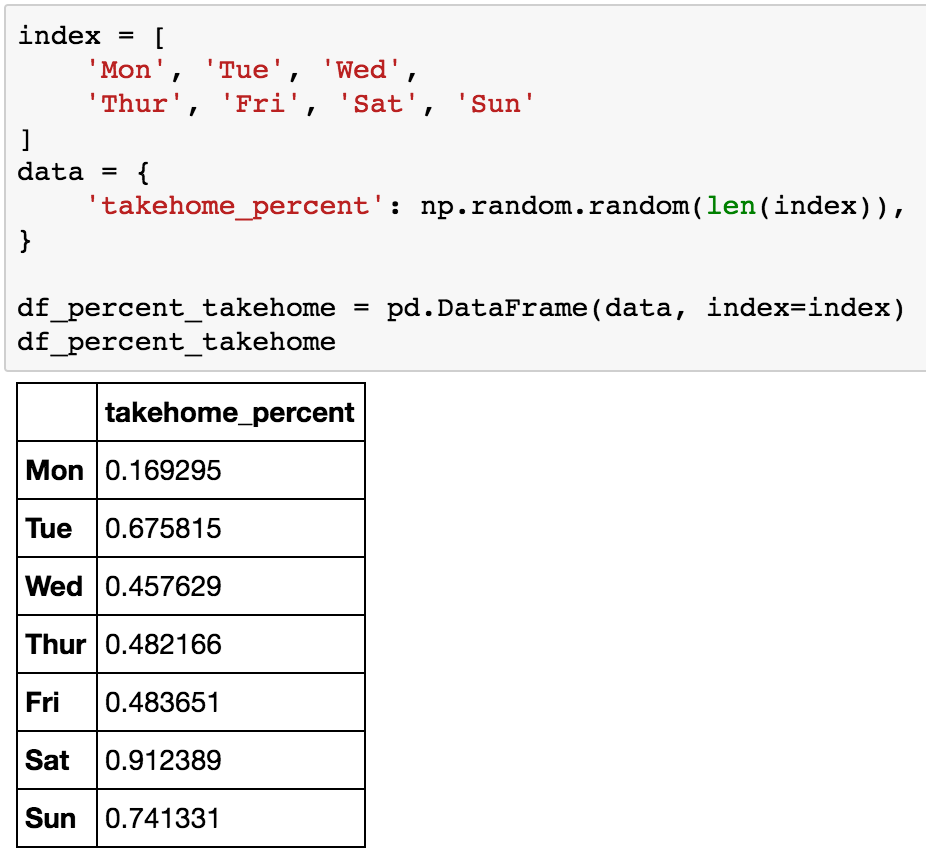 index = [
    'Mon', 'Tue', 'Wed',
    'Thur', 'Fri', 'Sat', 'Sun'
]
data = {
    'takehome_percent': np.random.random(len(index)),
}

df_percent_takehome = pd.DataFrame(data, index=index)
df_percent_takehome
takehome_percent
Mon 0.169295
Tue 0.675815
Wed 0.457629
Thur 0.482166
Fri 0.483651
Sat 0.912389
Sun 0.741331